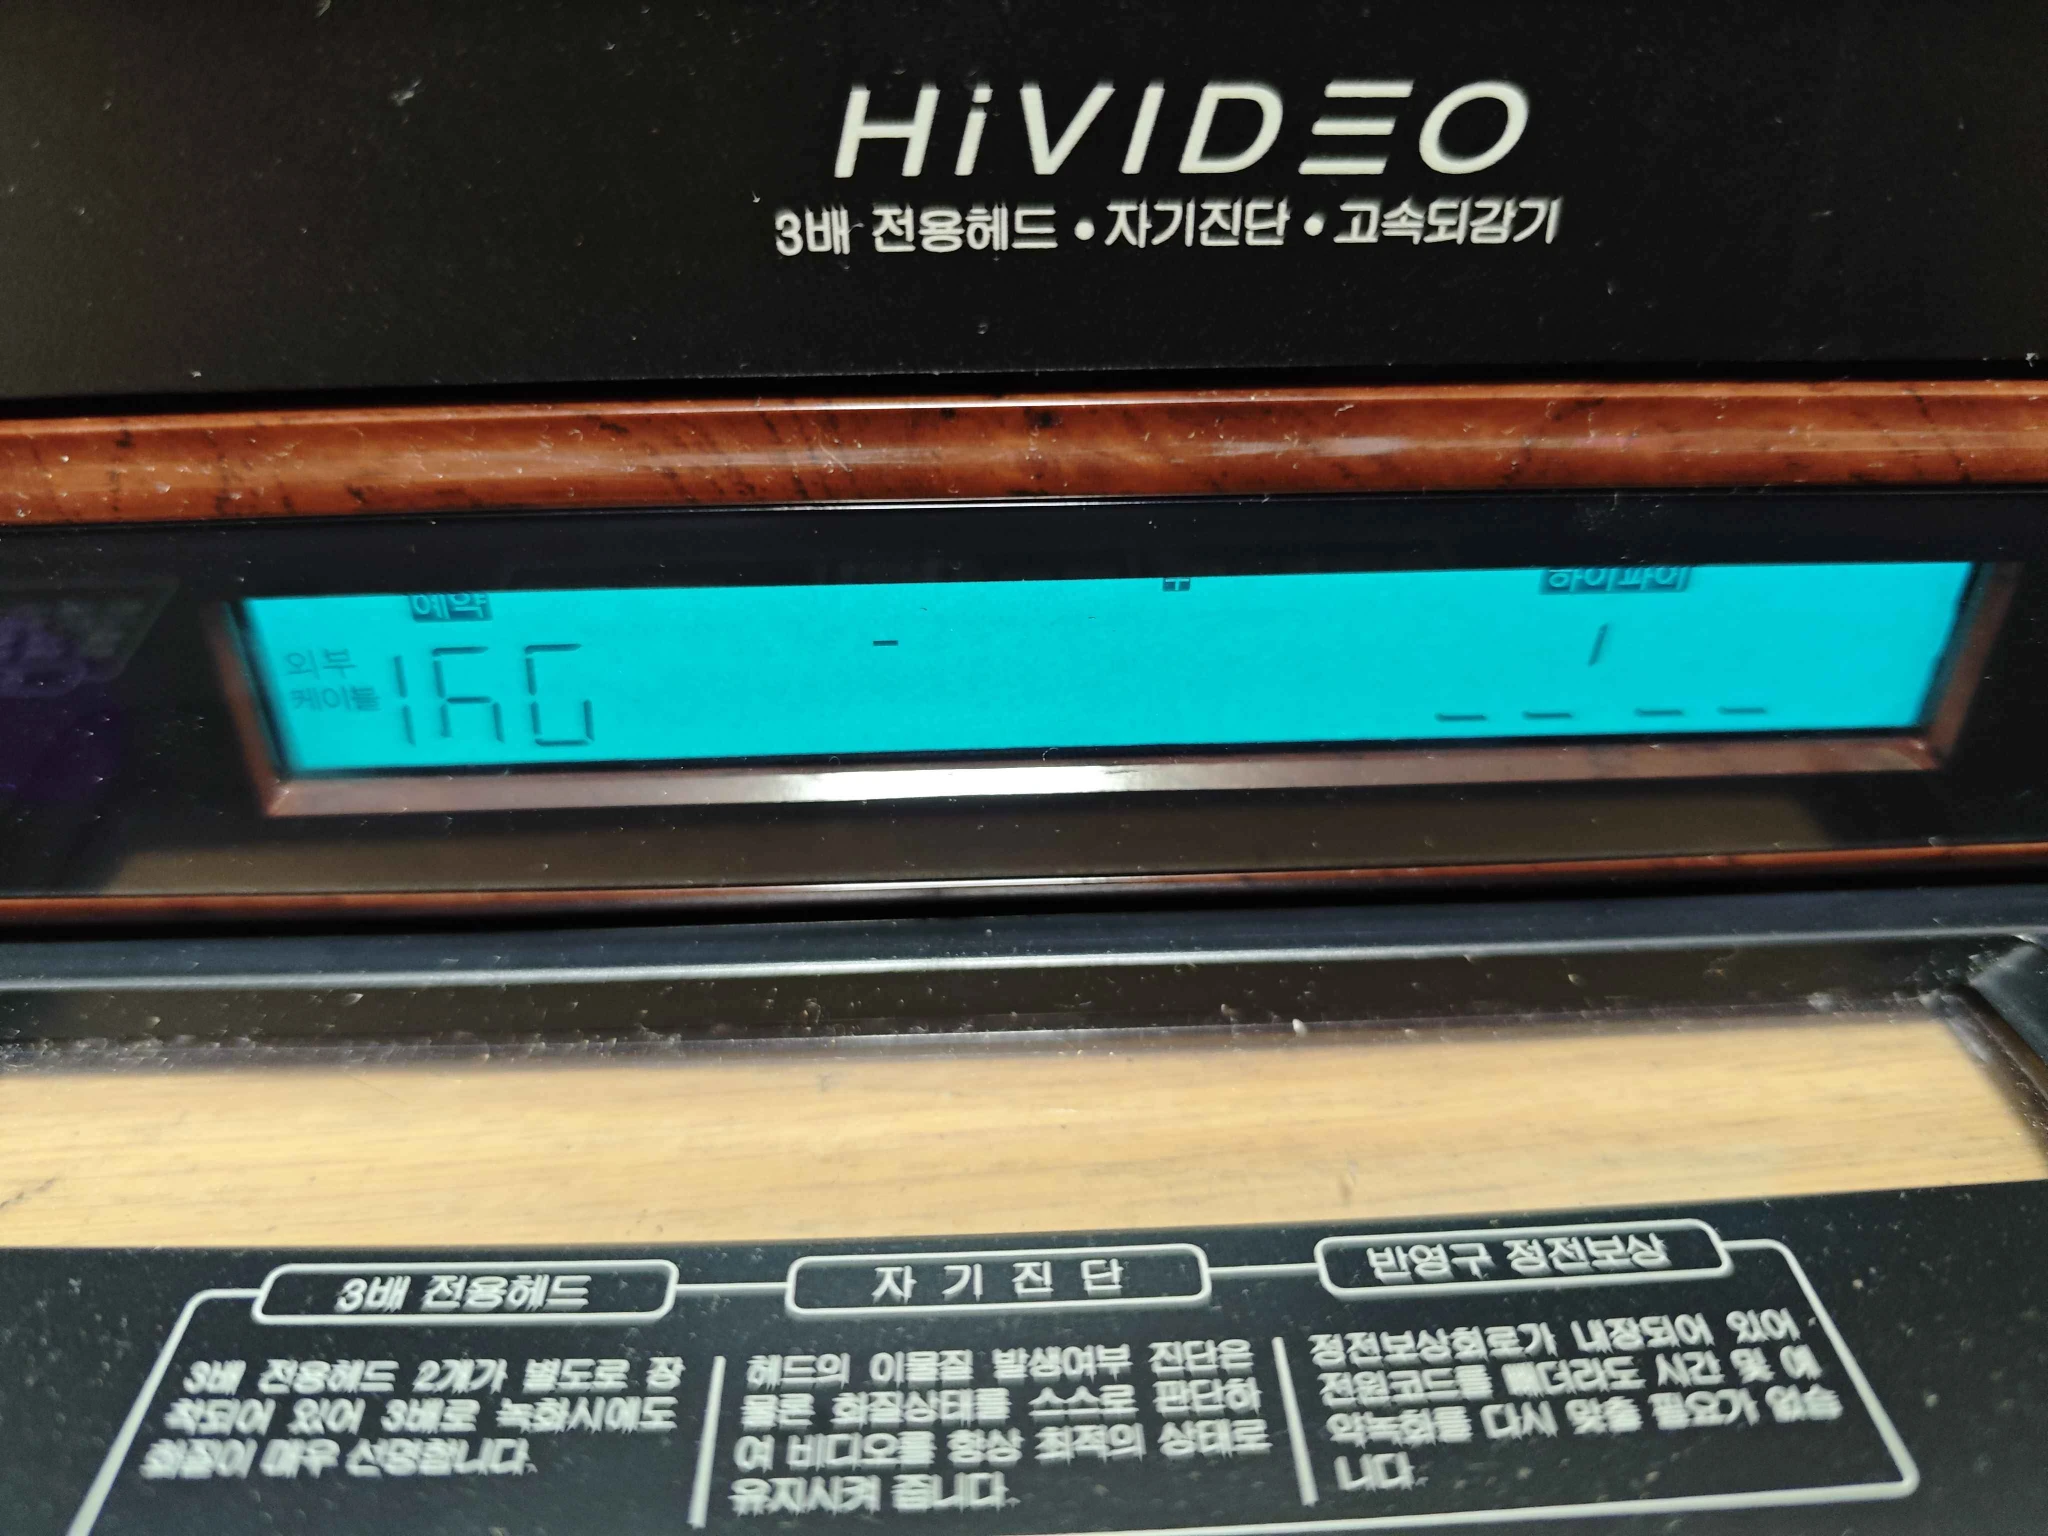 HiVIDEO
3배 전용헤드 • 자기진단 • 고속되감기
예약
하이파이
외부
케이블
3배 전용헤드
자기진단
반영구 정전보상
3배 전용헤드 2개가 별도로 장
착되어 있어 3배로 녹화시에도
화질이 매우 선명합니다.
헤드의 이물질 발생여부 진단은
물론 화질상태를 스스로 판단하
여 비디오를 항상 최적의 상태로
유지시켜 줍니다.
정전보상회로가 내장되어 있어
전원코드를 빼더라도 시간 및 예
약녹화를 다시 맞출 필요가 없습
니다.